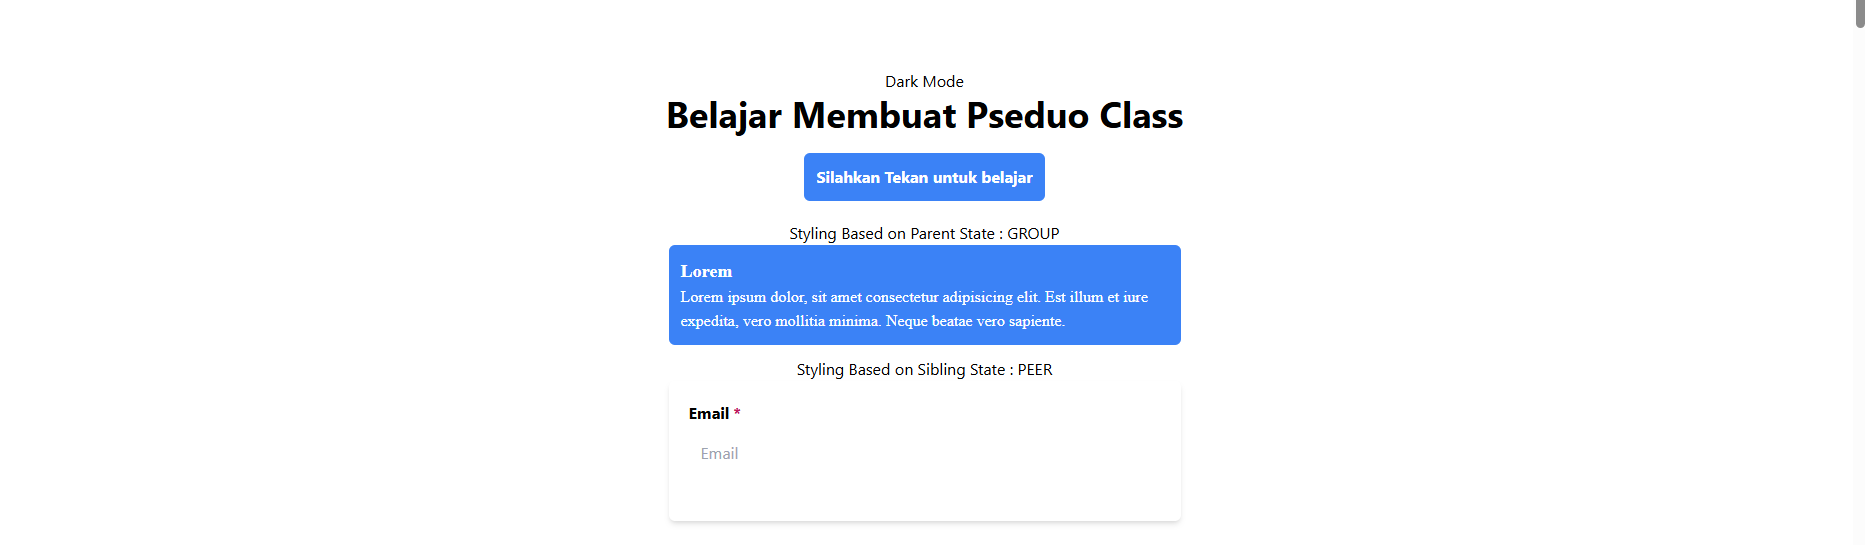 Dark Mode
Belajar Membuat Pseduo Class
Silahkan Tekan untuk belajar
Styling Based on Parent State : GROUP
Lorem
Lorem ipsum dolor, sit amet consectetur adipisicing elit. Est illum et iure
expedita, vero mollitia minima. Neque beatae vero sapiente.
Styling Based on Sibling State : PEER
Email *
Email